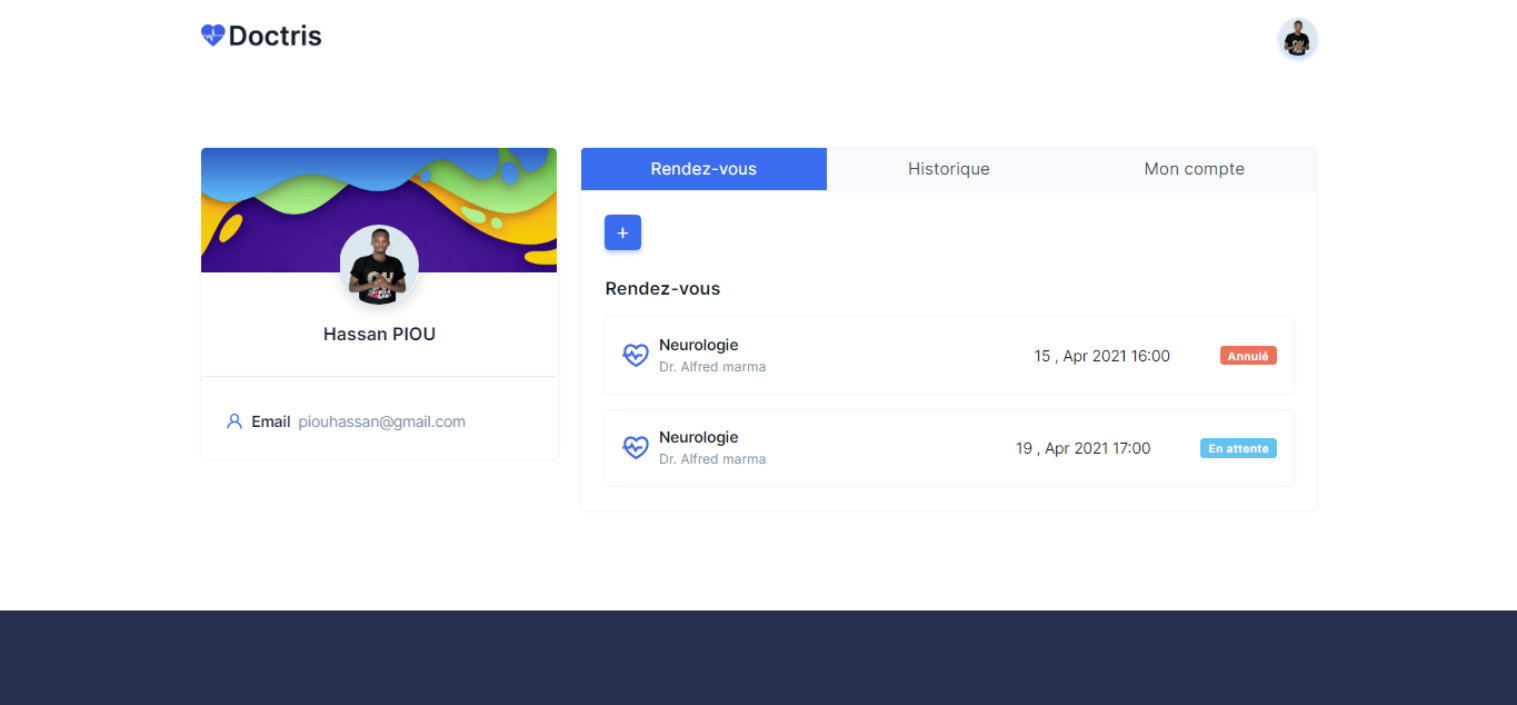 Doctris
Rendez-vous Historique Mon compte
+
Hassan PIOU
Email piouhassan@gmail.com
Rendez-vous
Neurologie
Dr. Alfred marma
15 , Apr 2021 16:00
Annulé
Neurologie
Dr. Alfred marma
19 , Apr 2021 17:00
En attente